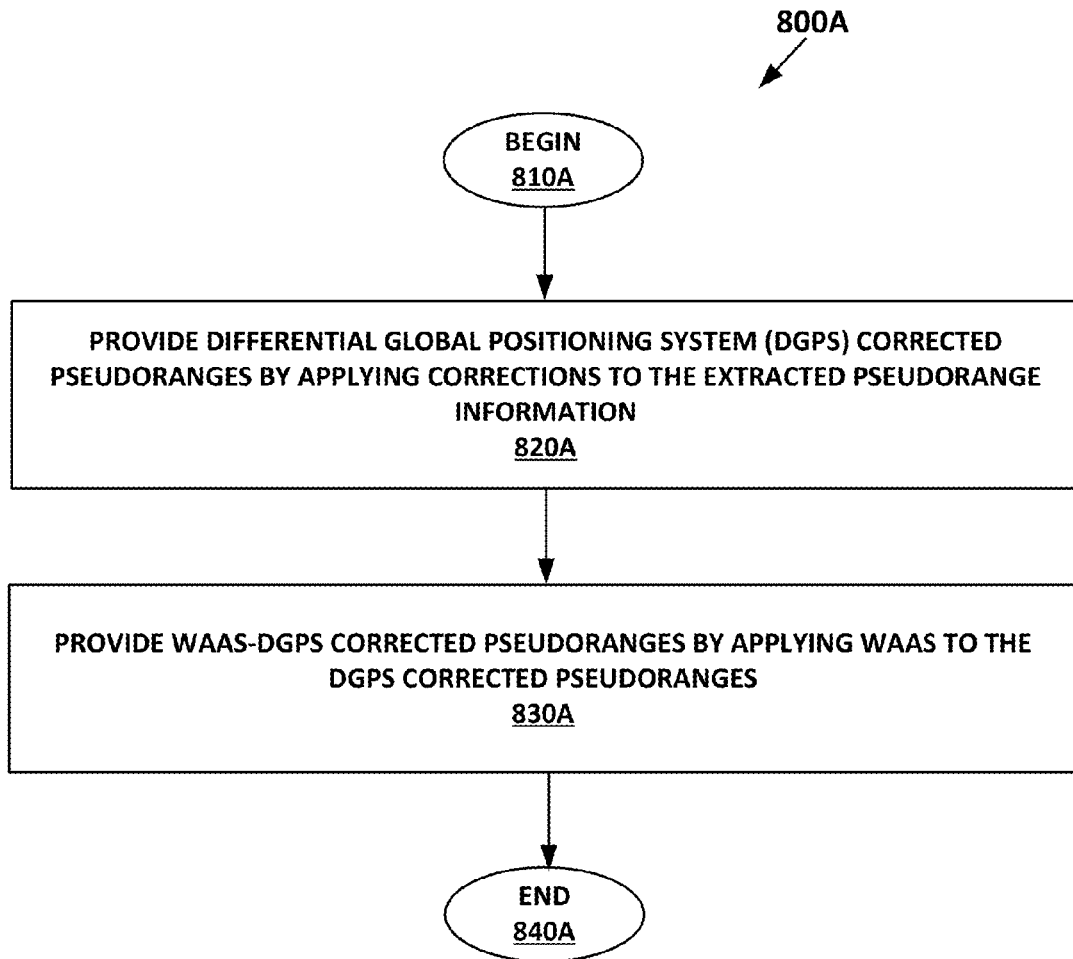 800A
BEGIN
810A
PROVIDE DIFFERENTIAL GLOBAL POSITIONING SYSTEM (DGPS) CORRECTED
PSEUDORANGES BY APPLYING CORRECTIONS TO THE EXTRACTED PSEUDORANGE
INFORMATION
820A
PROVIDE WAAS-DGPS CORRECTED PSEUDORANGES BY APPLYING WAAS TO THE
DGPS CORRECTED PSEUDORANGES
830A
END
840A